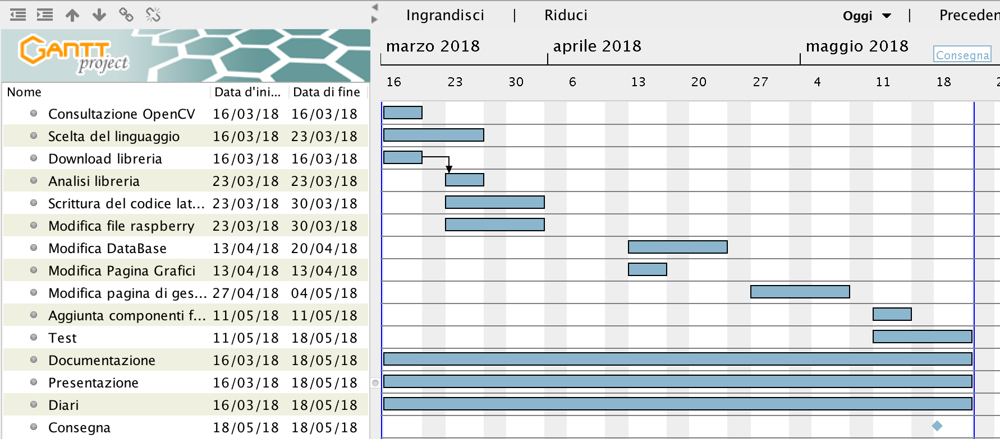 Ingrandisci | Riduci Oggi | Preceden
GANTT project
marzo 2018 aprile 2018 maggio 2018 Consegna
16 23 30 6 13 20 27 4 11 18 2
Nome Data d'ini... Data di fine
Consultazione OpenCV 16/03/18 16/03/18
Scelta del linguaggio 16/03/18 23/03/18
Download libreria 16/03/18 16/03/18
Analisi libreria 23/03/18 23/03/18
Scrittura del codice lat... 23/03/18 30/03/18
Modifica file raspberry 23/03/18 30/03/18
Modifica DataBase 13/04/18 20/04/18
Modifica Pagina Grafici 13/04/18 13/04/18
Modifica pagina di ges... 27/04/18 04/05/18
Aggiunta componenti f... 11/05/18 11/05/18
Test 11/05/18 18/05/18
Documentazione 16/03/18 18/05/18
Presentazione 16/03/18 18/05/18
Diari 16/03/18 18/05/18
Consegna 18/05/18 18/05/18